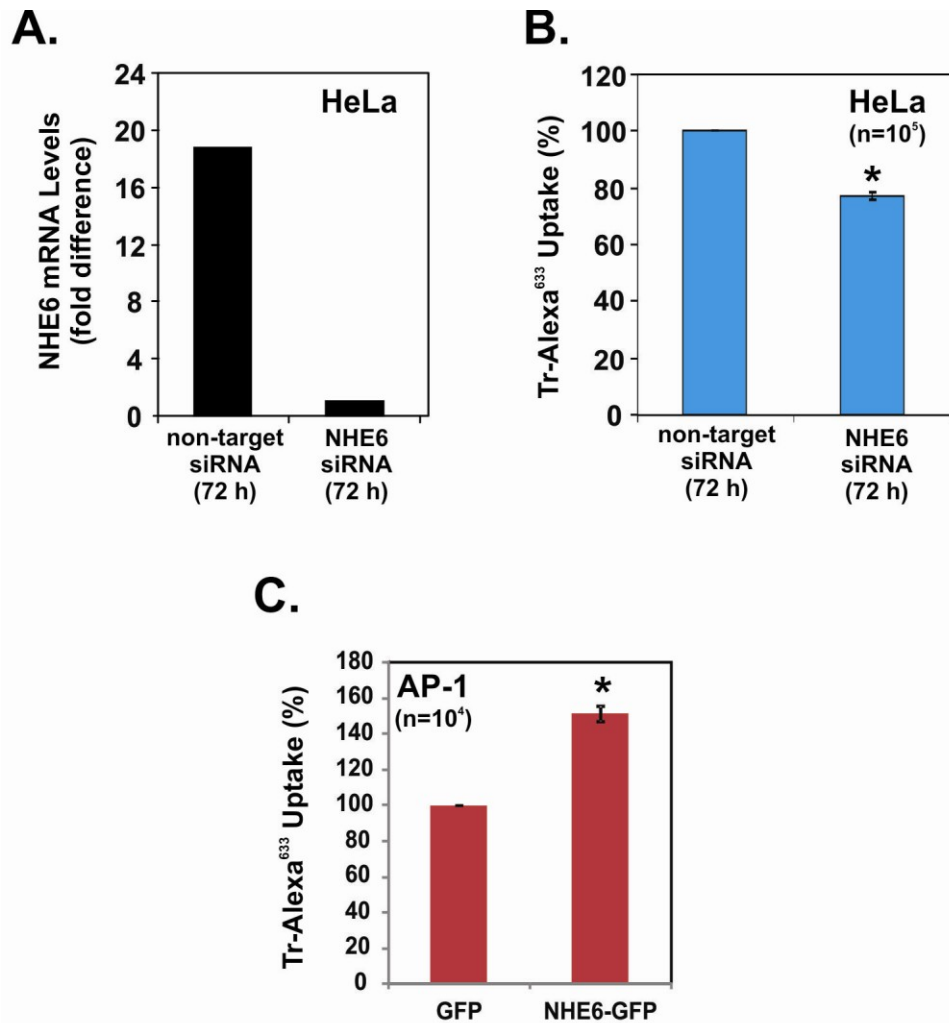 A.
NHE6 mRNA Levels
(fold difference)
24
20
16
12
8
4
0
HeLa
non-target
siRNA
(72 h)
NHE6
siRNA
(72 h)
B.
Tr-Alexa⁶³³ Uptake (%)
120
100
80
60
40
20
0
HeLa
(n=10⁵)
*
non-target
siRNA
(72 h)
NHE6
siRNA
(72 h)
C.
Tr-Alexa⁶³³ Uptake (%)
180
160
140
120
100
80
60
40
20
0
AP-1
(n=10⁴)
*
GFP
NHE6-GFP